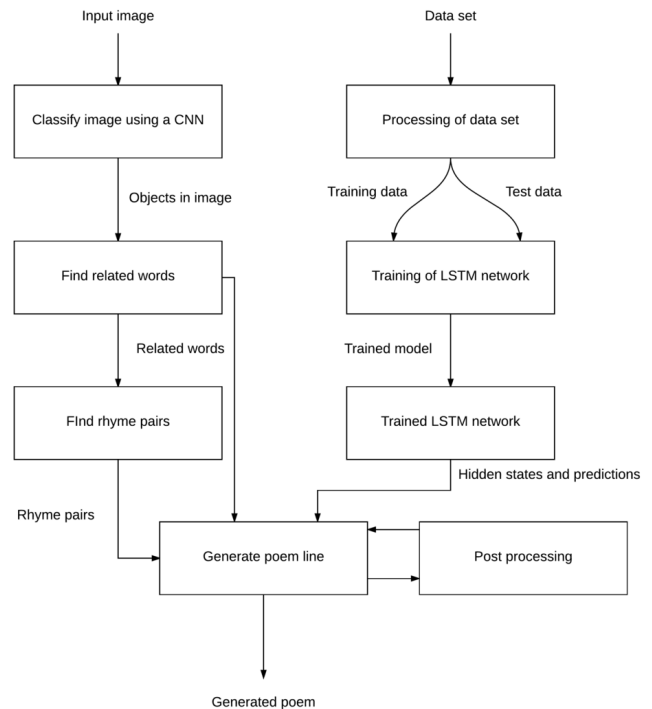 Input image
Data set
Classify image using a CNN
Processing of data set
Training data
Test data
Objects in image
Find related words
Training of LSTM network
Related words
Trained model
FInd rhyme pairs
Trained LSTM network
Hidden states and predictions
Rhyme pairs
Generate poem line
Post processing
Generated poem